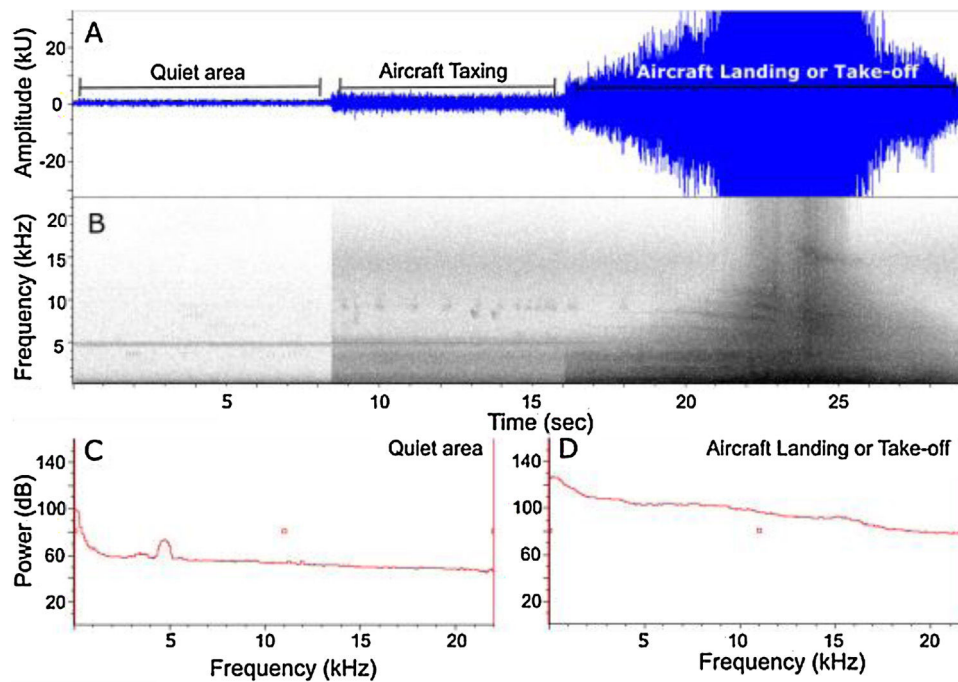 A
Amplitude (kU)
20
0
-20
Quiet area
Aircraft Taxing
Aircraft Landing or Take-off
B
Frequency (kHz)
20
15
10
5
5
10
15
20
25
Time (sec)
C
Quiet area
Power (dB)
140
100
60
20
5
10
15
20
Frequency (kHz)
D
Aircraft Landing or Take-off
140
100
60
20
5
10
15
20
Frequency (kHz)